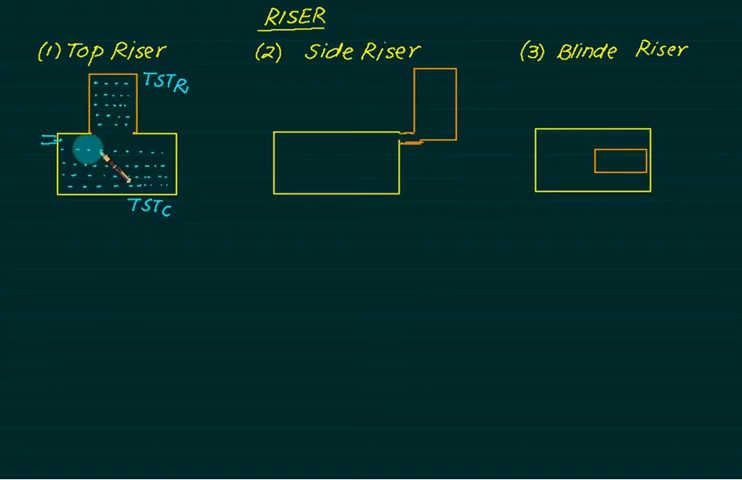 RISER
(1) Top Riser
(2) Side Riser
(3) Blinde Riser
TSTR
TSTC